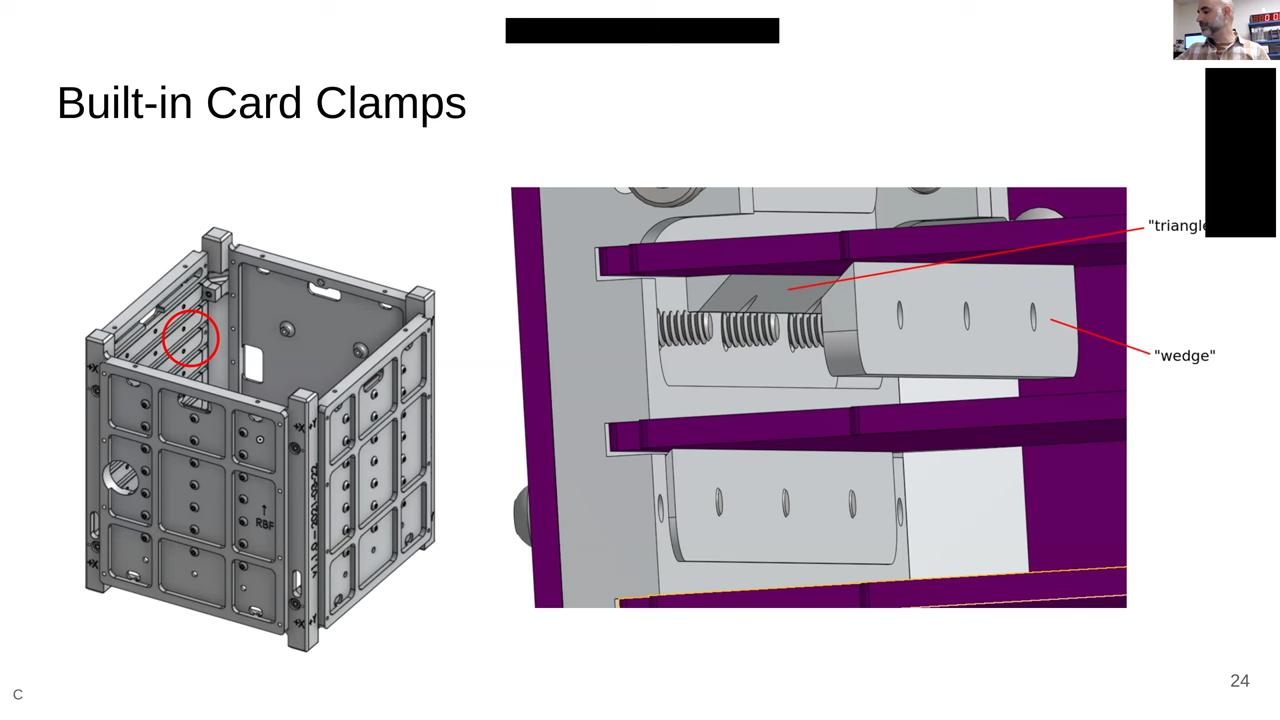 Built-in Card Clamps
"triangle
"wedge"
+X
+X
+X
+Y
↑
RBF
+X
+Y
C
24